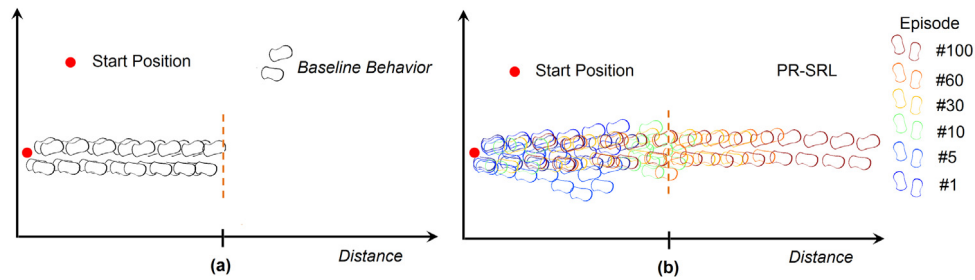 Start Position
Baseline Behavior
Distance
(a)
Start Position
PR-SRL
Distance
(b)
Episode
#100
#60
#30
#10
#5
#1